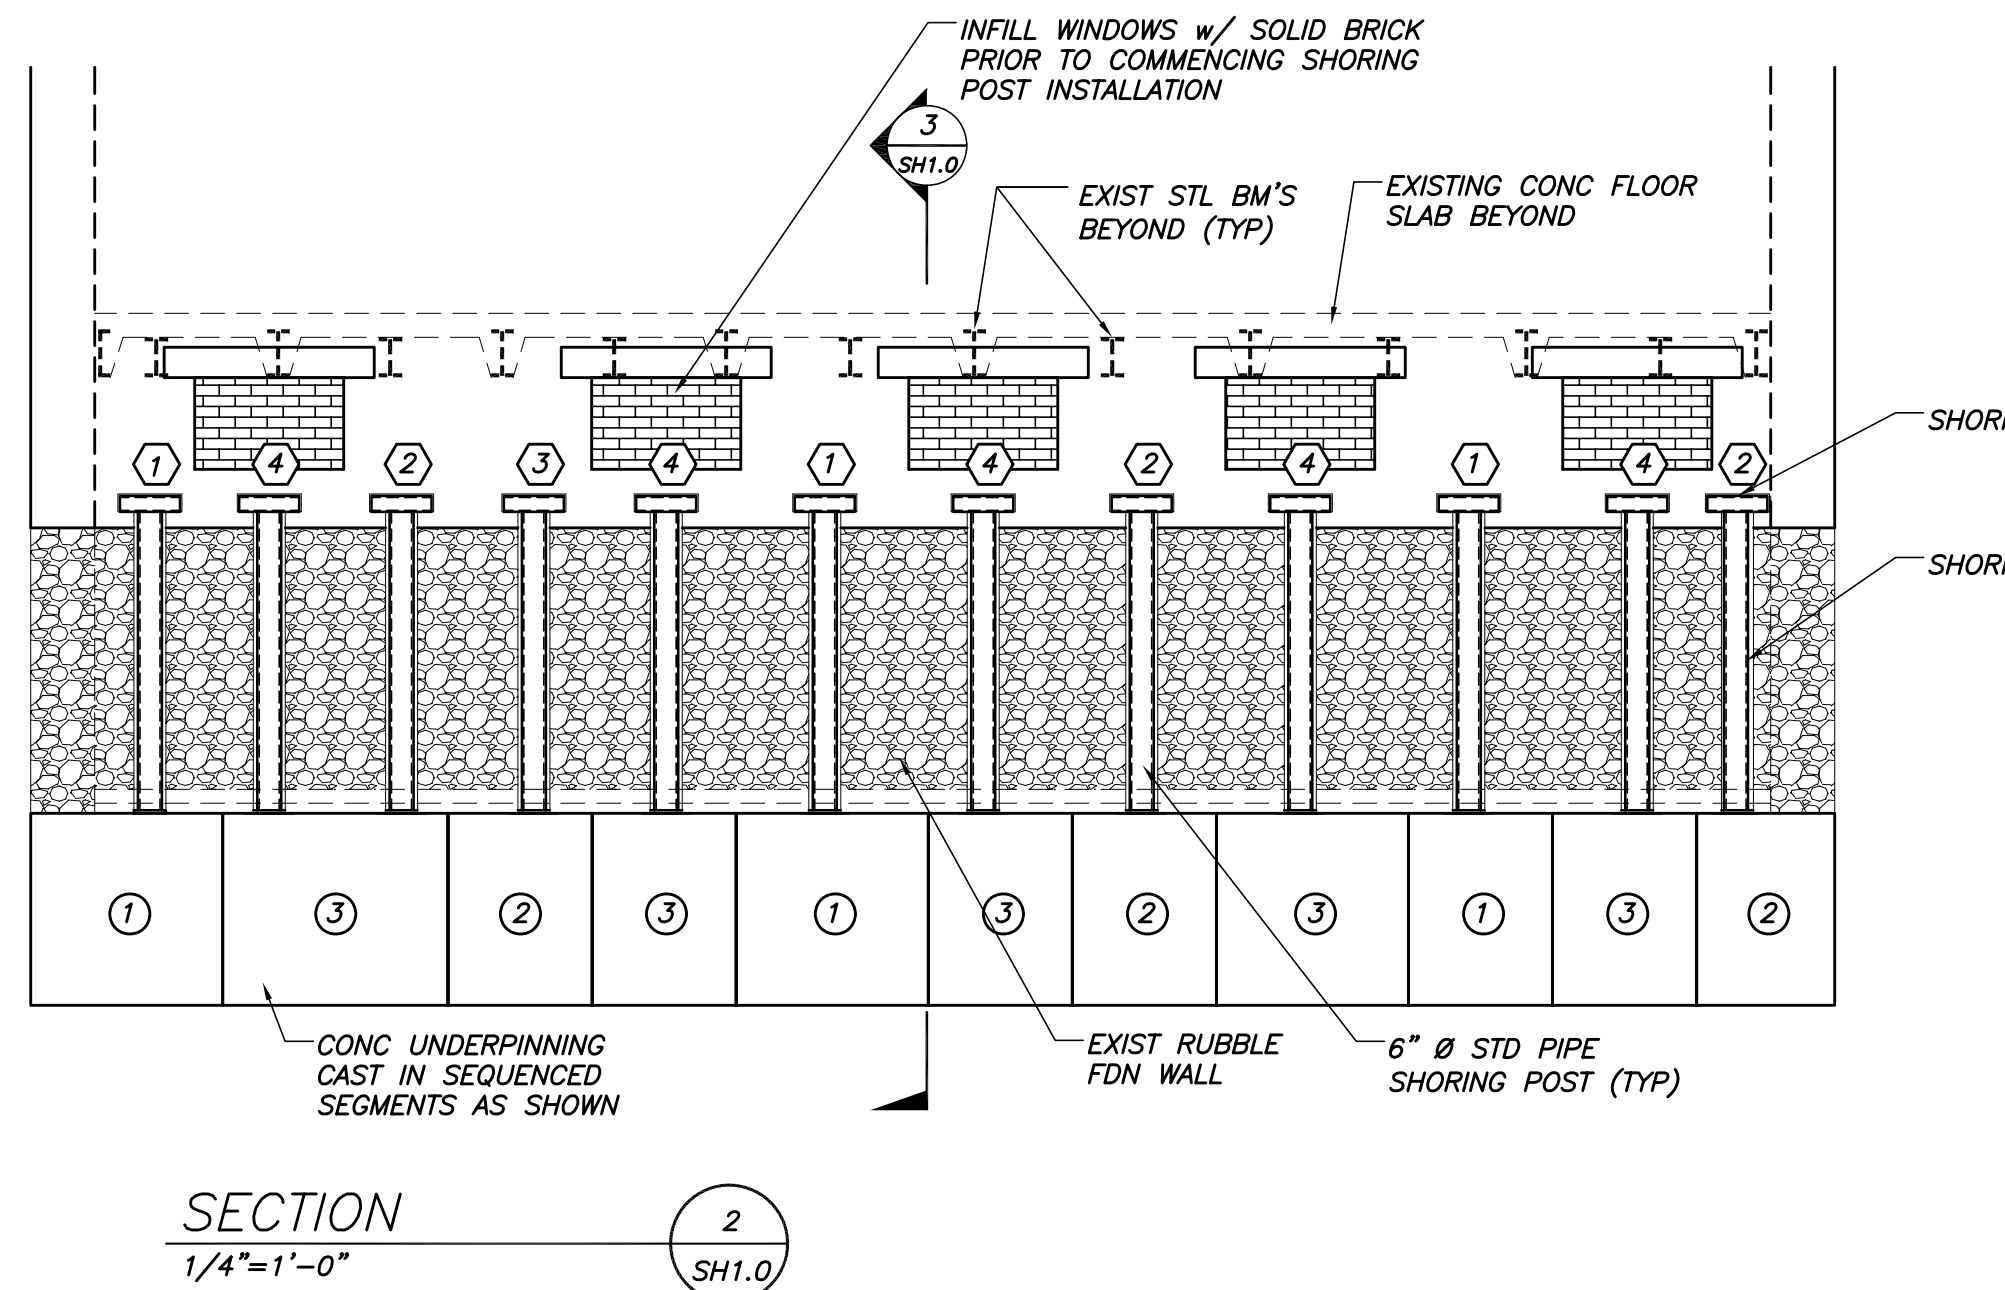 INFILL WINDOWS w/ SOLID BRICK
PRIOR TO COMMENCING SHORING
POST INSTALLATION
3
SH1.0
EXIST STL BM'S
BEYOND (TYP)
EXISTING CONC FLOOR
SLAB BEYOND
SHORI
1 4 2 3 4 1 4 2 4 1 4 2
SHORI
1 3 2 3 1 3 2 3 1 3 2
CONC UNDERPINNING
CAST IN SEQUENCED
SEGMENTS AS SHOWN
EXIST RUBBLE
FDN WALL
6" Ø STD PIPE
SHORING POST (TYP)
SECTION
1/4"=1'-0"
2
SH1.0